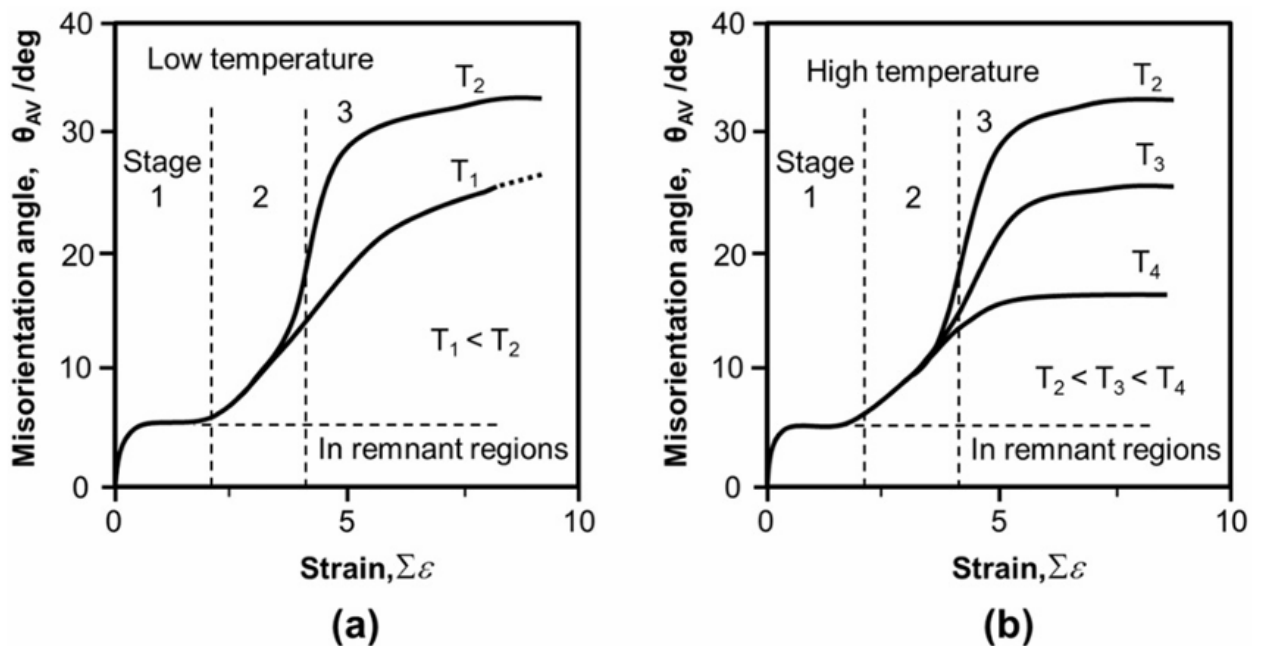 40
30
20
10
0
Misorientation angle, θAV /deg
Low temperature
T2
3
Stage
1
2
T1
T1 < T2
In remnant regions
0
5
10
Strain,Σε
(a)
40
30
20
10
0
Misorientation angle, θAV /deg
High temperature
T2
3
Stage
1
2
T3
T4
T2 < T3 < T4
In remnant regions
0
5
10
Strain,Σε
(b)